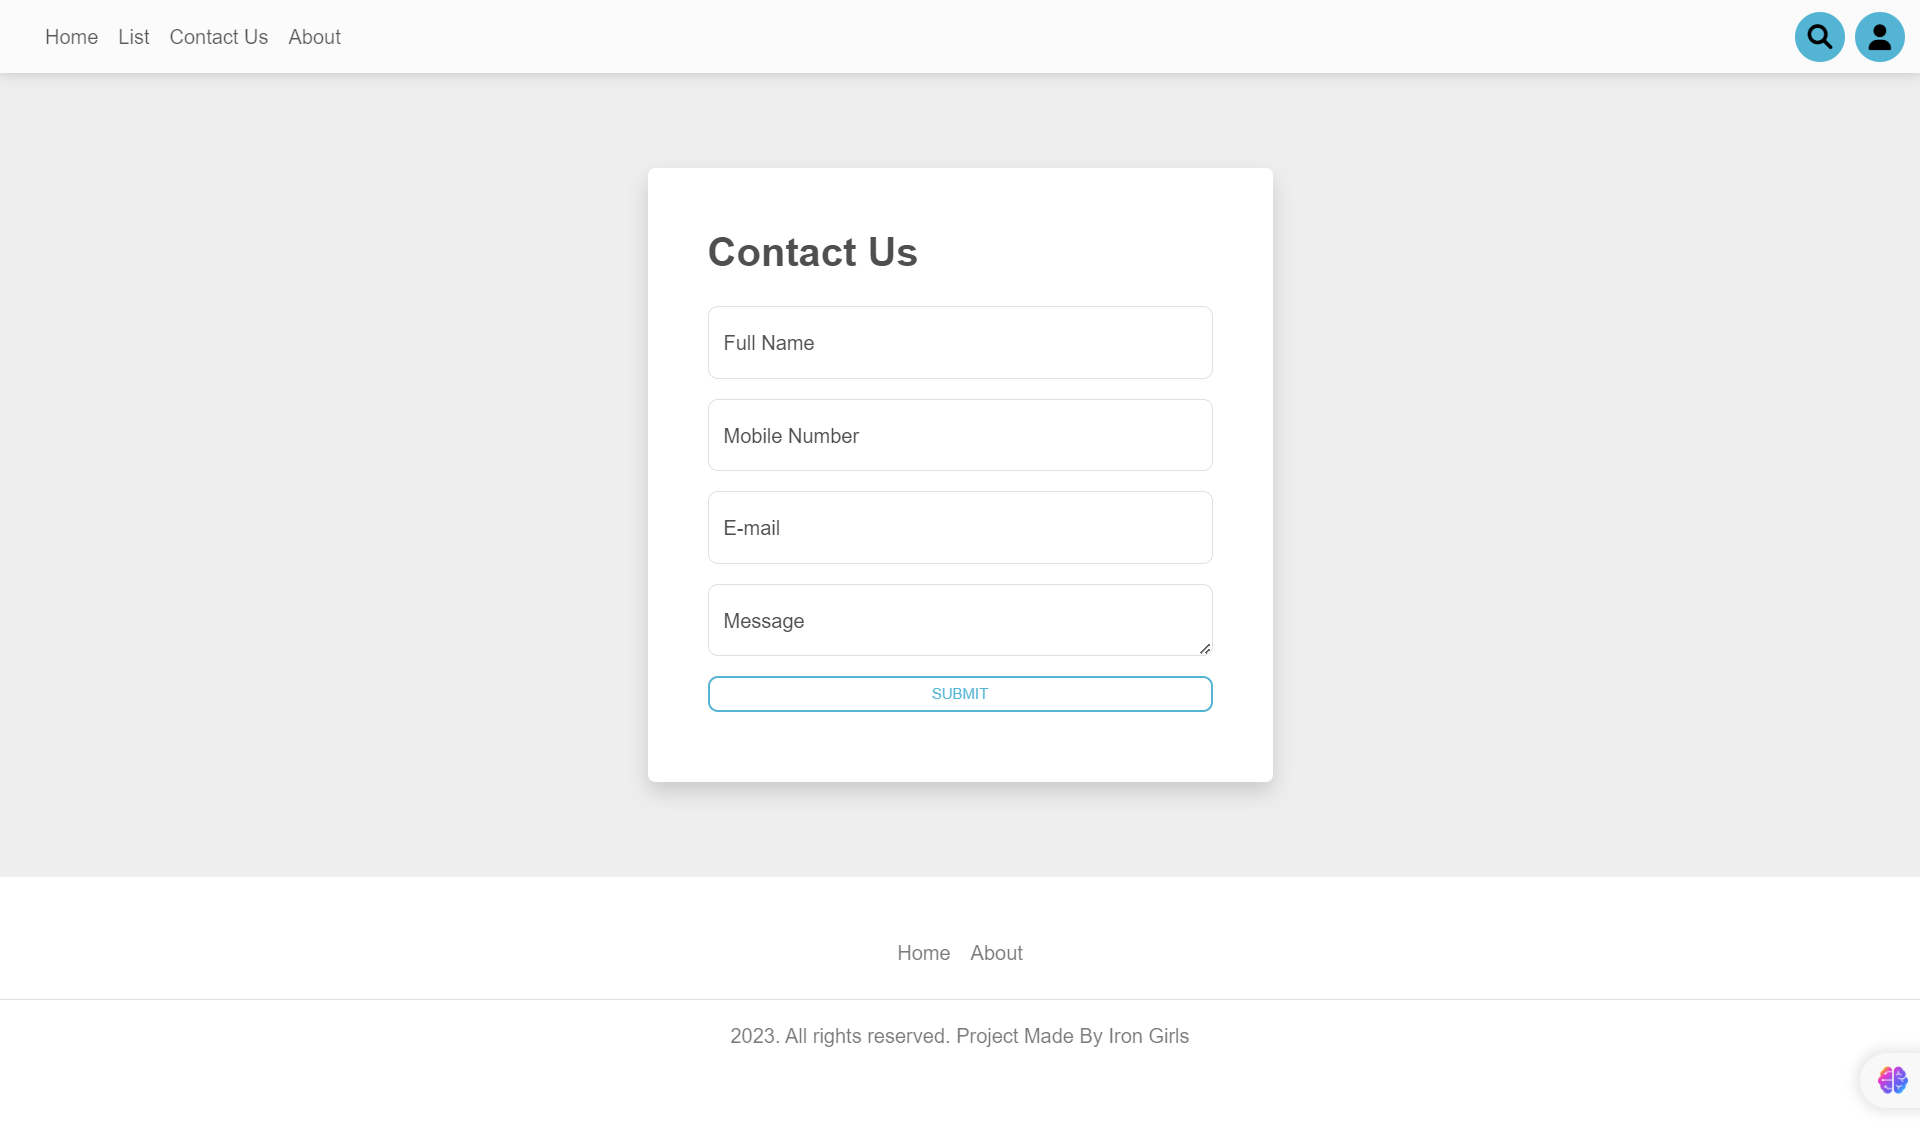 Home List Contact Us About
Contact Us
Full Name
Mobile Number
E-mail
Message
SUBMIT
Home About
2023. All rights reserved. Project Made By Iron Girls